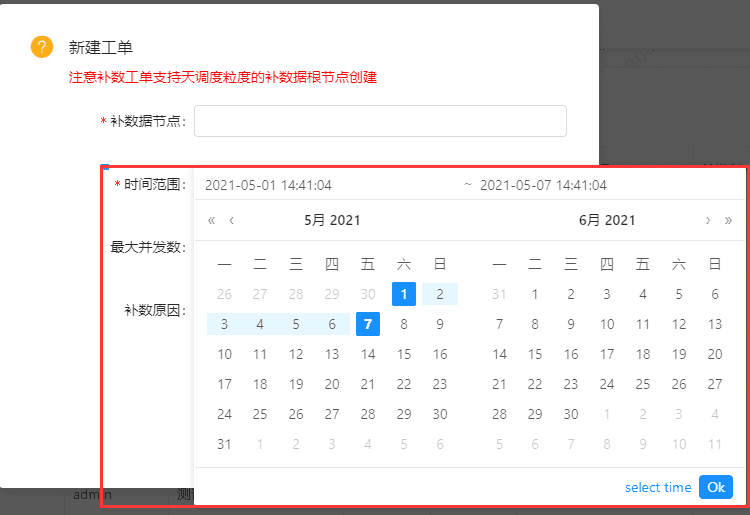 新建工单
注意补数工单支持天调度粒度的补数据根节点创建
* 补数据节点:
* 时间范围: 2021-05-01 14:41:04 ~ 2021-05-07 14:41:04
最大并发数:
补数原因:
« ‹ 5月 2021
一 二 三 四 五 六 日
26 27 28 29 30 1 2
3 4 5 6 7 8 9
10 11 12 13 14 15 16
17 18 19 20 21 22 23
24 25 26 27 28 29 30
31 1 2 3 4 5 6
6月 2021 › »
一 二 三 四 五 六 日
31 1 2 3 4 5 6
7 8 9 10 11 12 13
14 15 16 17 18 19 20
21 22 23 24 25 26 27
28 29 30 1 2 3 4
5 6 7 8 9 10 11
select time Ok
admin